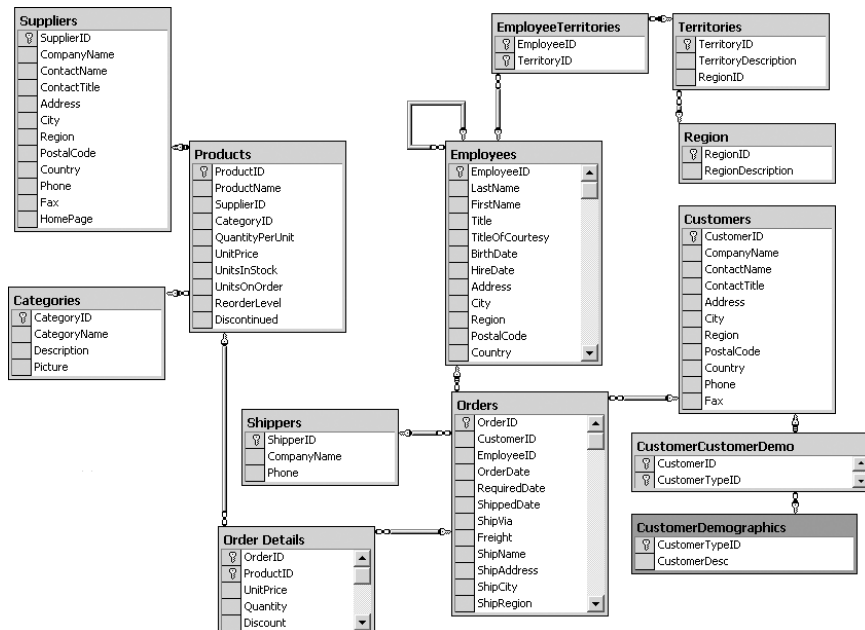 Suppliers
SupplierID
CompanyName
ContactName
ContactTitle
Address
City
Region
PostalCode
Country
Phone
Fax
HomePage
Products
ProductID
ProductName
SupplierID
CategoryID
QuantityPerUnit
UnitPrice
UnitsInStock
UnitsOnOrder
ReorderLevel
Discontinued
Categories
CategoryID
CategoryName
Description
Picture
EmployeeTerritories
EmployeeID
TerritoryID
Territories
TerritoryID
TerritoryDescription
RegionID
Region
RegionID
RegionDescription
Employees
EmployeeID
LastName
FirstName
Title
TitleOfCourtesy
BirthDate
HireDate
Address
City
Region
PostalCode
Country
Customers
CustomerID
CompanyName
ContactName
ContactTitle
Address
City
Region
PostalCode
Country
Phone
Fax
Shippers
ShipperID
CompanyName
Phone
Orders
OrderID
CustomerID
EmployeeID
OrderDate
RequiredDate
ShippedDate
ShipVia
Freight
ShipName
ShipAddress
ShipCity
ShipRegion
CustomerCustomerDemo
CustomerID
CustomerTypeID
CustomerDemographics
CustomerTypeID
CustomerDesc
Order Details
OrderID
ProductID
UnitPrice
Quantity
Discount